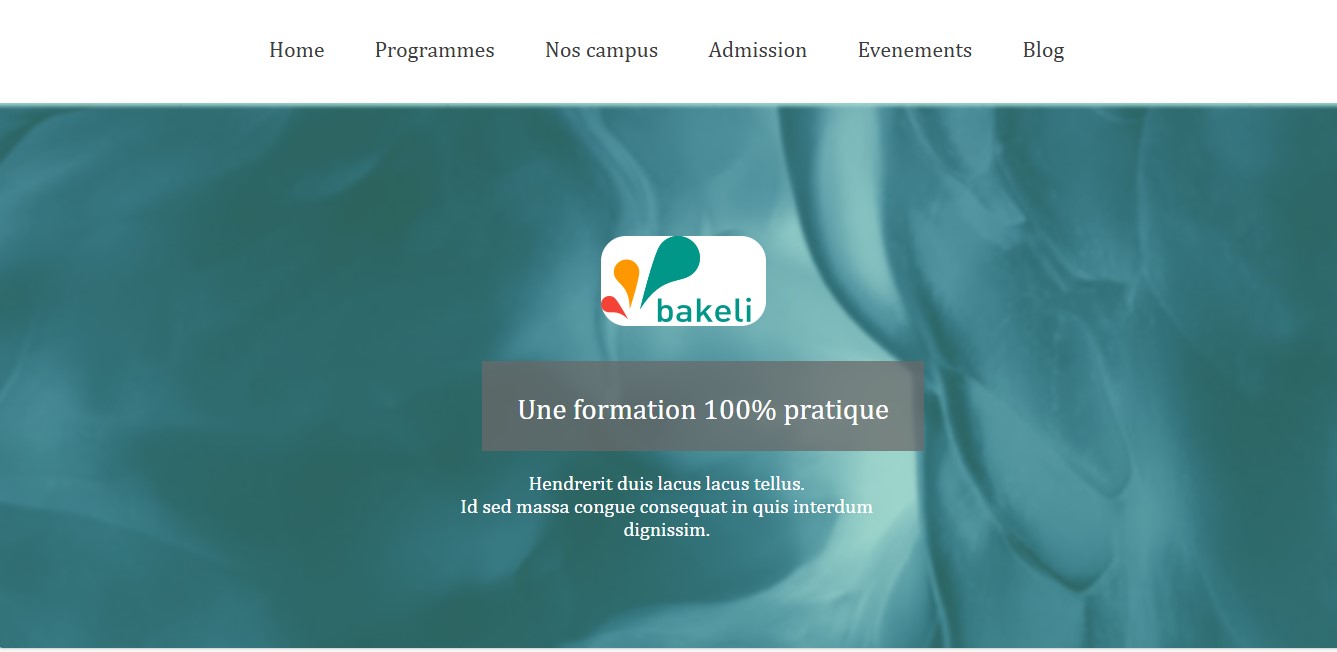 Home Programmes Nos campus Admission Evenements Blog
bakeli
Une formation 100% pratique
Hendrerit duis lacus lacus tellus.
Id sed massa congue consequat in quis interdum
dignissim.